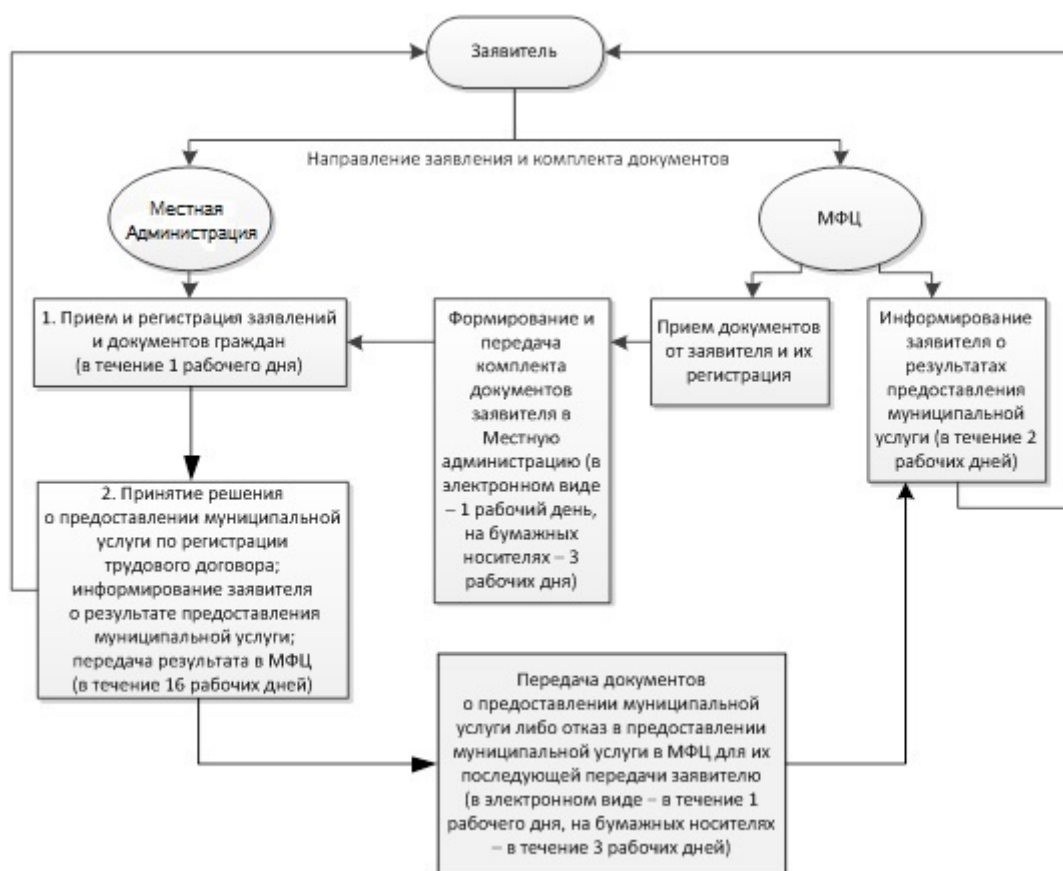 Заявитель
Направление заявления и комплекта документов
Местная
Администрация
МФЦ
1. Прием и регистрация заявлений
и документов граждан
(в течение 1 рабочего дня)
Формирование и
передача
комплекта
документов
заявителя в
Местную
администрацию (в
электронном виде
– 1 рабочий день,
на бумажных
носителях – 3
рабочих дня)
Прием документов
от заявителя и их
регистрация
Информирование
заявителя о
результатах
предоставления
муниципальной
услуги (в течение 2
рабочих дней)
2. Принятие решения
о предоставлении муниципальной
услуги по регистрации
трудового договора;
информирование заявителя
о результате предоставления
муниципальной услуги;
передача результата в МФЦ
(в течение 16 рабочих дней)
Передача документов
о предоставлении муниципальной
услуги либо отказ в предоставлении
муниципальной услуги в МФЦ для их
последующей передачи заявителю
(в электронном виде – в течение 1
рабочего дня, на бумажных носителях
– в течение 3 рабочих дней)